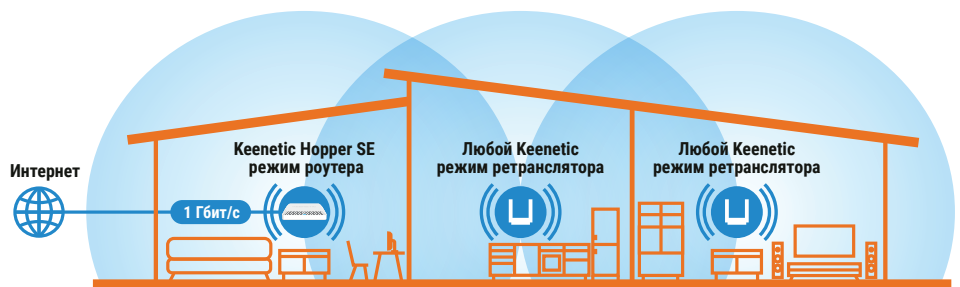 Интернет
1 Гбит/с
Keenetic Hopper SE
режим роутера
Любой Keenetic
режим ретранслятора
Любой Keenetic
режим ретранслятора